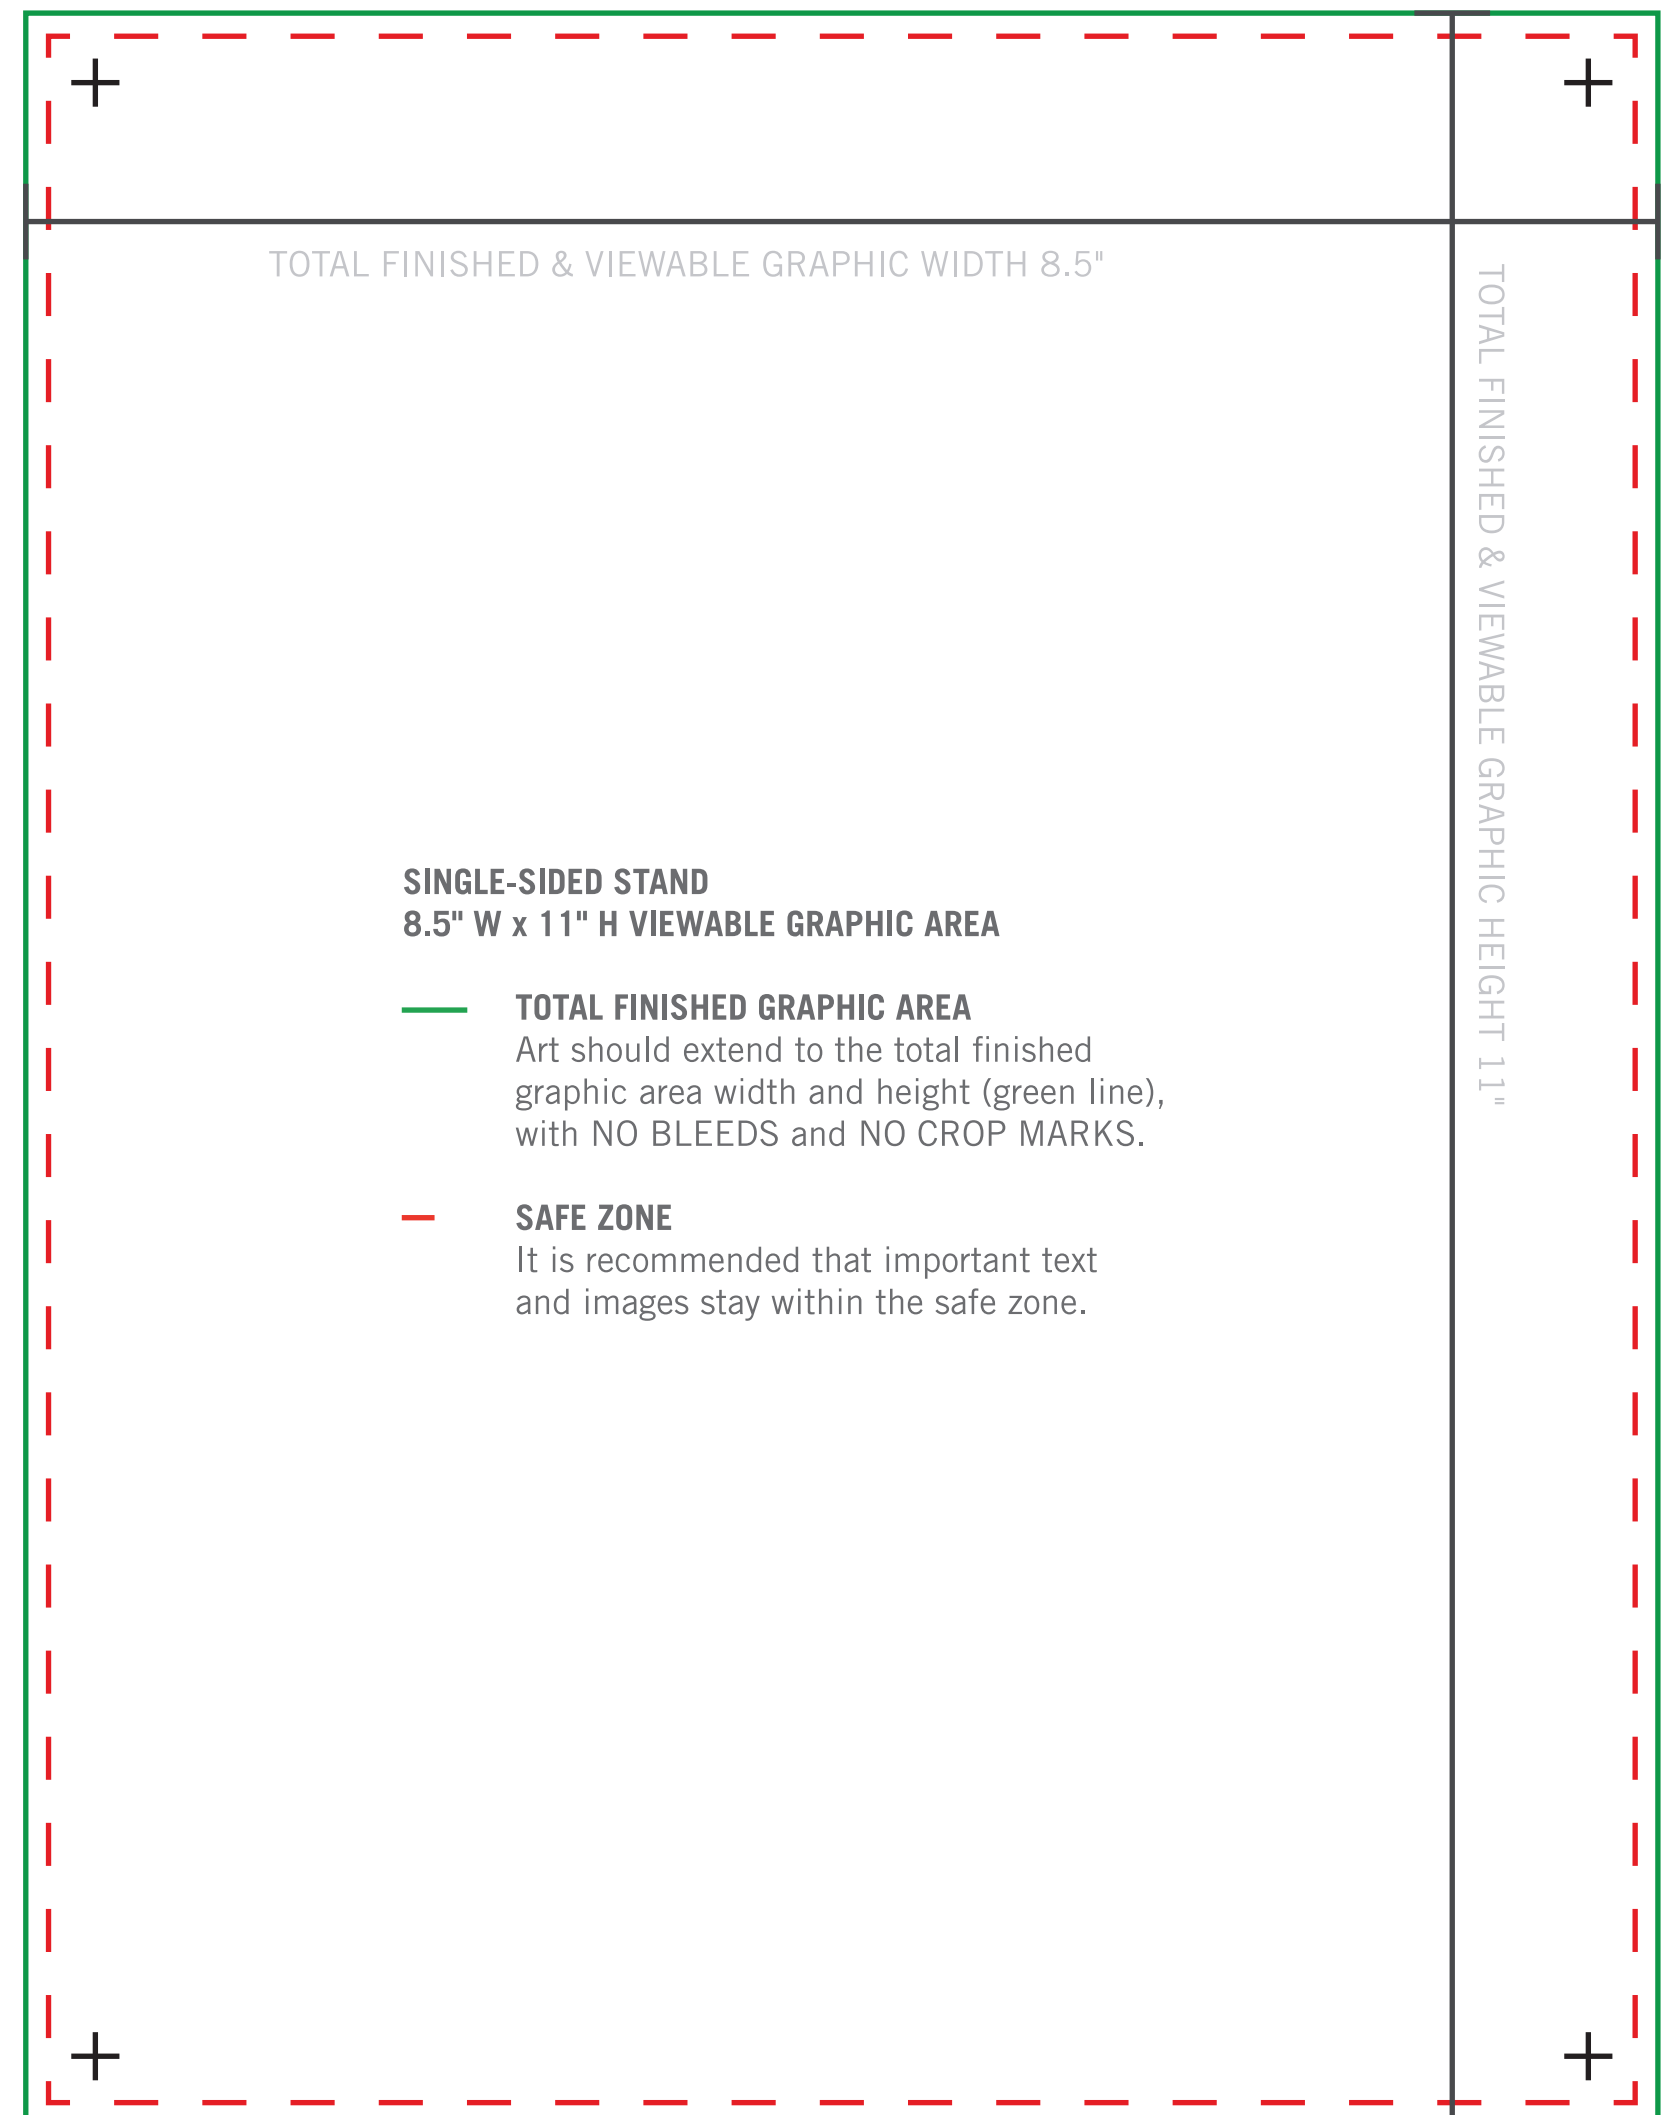 TOTAL FINISHED & VIEWABLE GRAPHIC WIDTH 8.5"
TOTAL FINISHED & VIEWABLE GRAPHIC HEIGHT 11"
SINGLE-SIDED STAND
8.5" W x 11" H VIEWABLE GRAPHIC AREA
TOTAL FINISHED GRAPHIC AREA
Art should extend to the total finished
graphic area width and height (green line),
with NO BLEEDS and NO CROP MARKS.
SAFE ZONE
It is recommended that important text
and images stay within the safe zone.